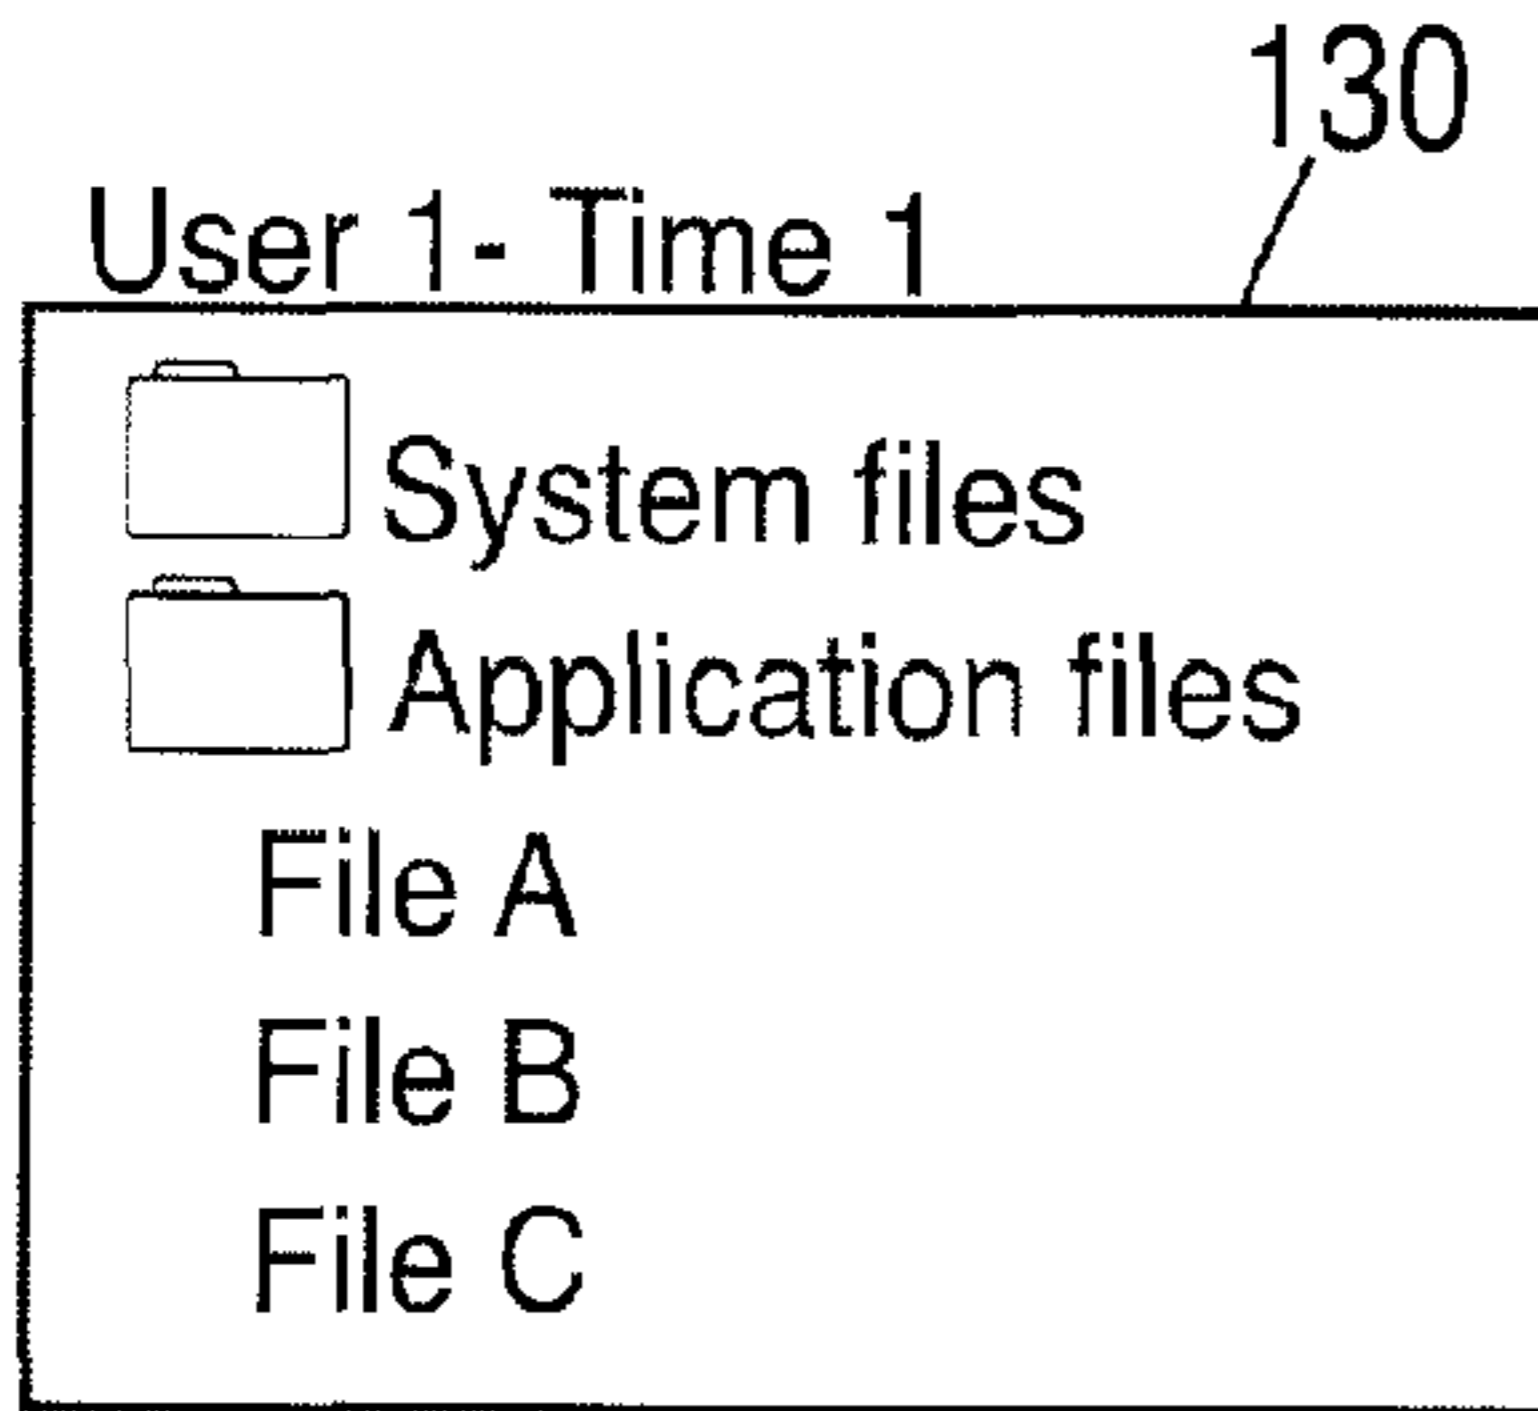 130
User 1- Time 1
System files
Application files
File A
File B
File C